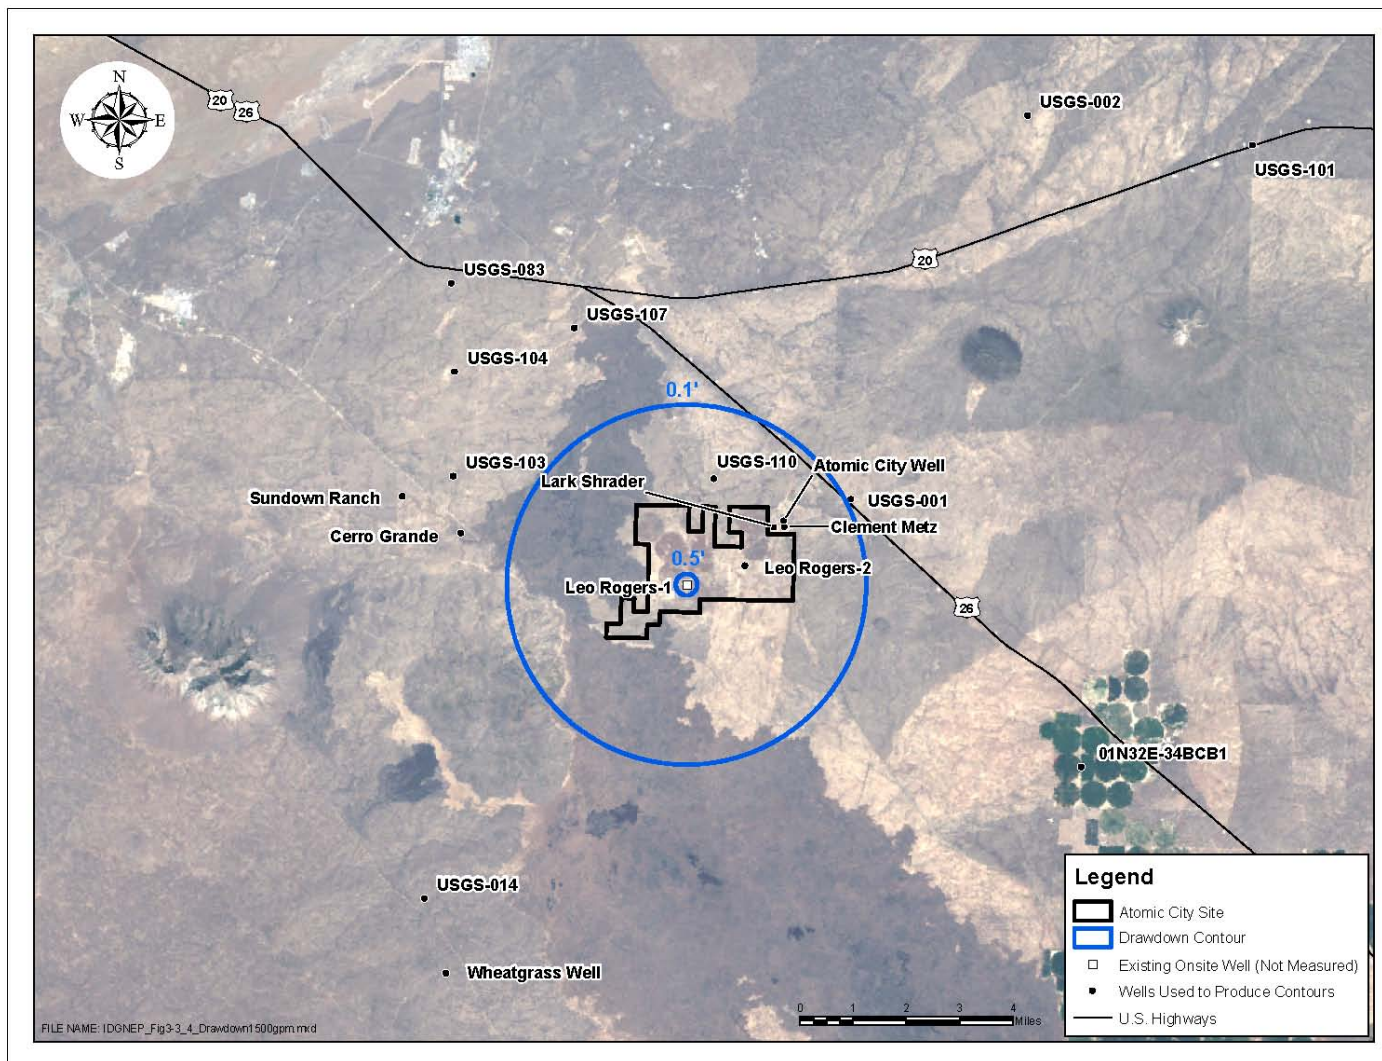 N
W E
S
20
26
USGS-002
USGS-101
20
USGS-083
USGS-107
USGS-104
0.1'
USGS-103
USGS-110
Atomic City Well
Lark Shrader
Sundown Ranch
USGS-001
Clement Metz
Cerro Grande
0.5'
Leo Rogers-2
Leo Rogers-1
26
01N32E-34BCB1
USGS-014
Wheatgrass Well
Legend
Atomic City Site
Drawdown Contour
Existing Onsite Well (Not Measured)
Wells Used to Produce Contours
U.S. Highways
0 1 2 3 4
Miles
FILE NAME: IDGNEP_Fig3-3_4_Drawdown1500gpm.mxd